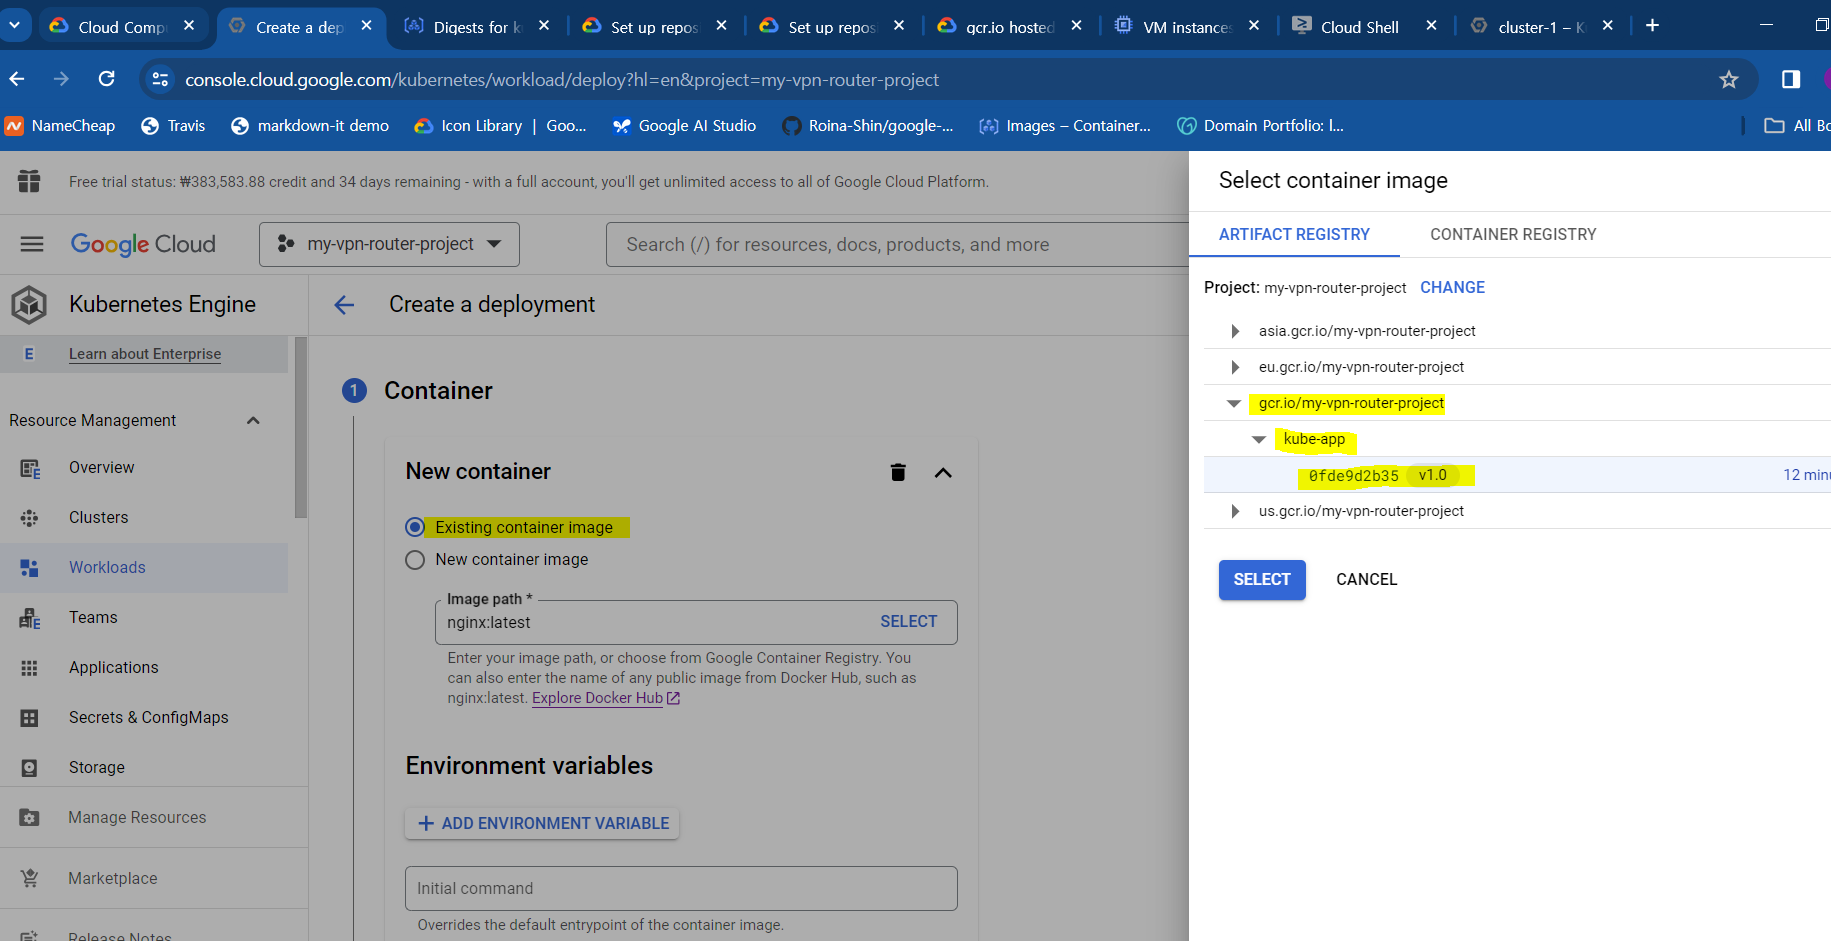 Cloud Comp
Create a dep
Digests for k
Set up repos
Set up repos
gcr.io hosted
VM instances
Cloud Shell
cluster-1 – K
console.cloud.google.com/kubernetes/workload/deploy?hl=en&project=my-vpn-router-project
NameCheap
Travis
markdown-it demo
Icon Library | Goo...
Google AI Studio
Roina-Shin/google-...
Images – Container...
Domain Portfolio: l...
All Bo
Free trial status: ₩383,583.88 credit and 34 days remaining - with a full account, you'll get unlimited access to all of Google Cloud Platform.
Google Cloud
my-vpn-router-project
Search (/) for resources, docs, products, and more
Kubernetes Engine
E
Learn about Enterprise
Resource Management
Overview
Clusters
Workloads
Teams
Applications
Secrets & ConfigMaps
Storage
Manage Resources
Marketplace
Release Notes
Create a deployment
1 Container
New container
Existing container image
New container image
Image path *
nginx:latest
SELECT
Enter your image path, or choose from Google Container Registry. You
can also enter the name of any public image from Docker Hub, such as
nginx:latest. Explore Docker Hub
Environment variables
+ ADD ENVIRONMENT VARIABLE
Initial command
Overrides the default entrypoint of the container image.
Select container image
ARTIFACT REGISTRY
CONTAINER REGISTRY
Project: my-vpn-router-project CHANGE
asia.gcr.io/my-vpn-router-project
eu.gcr.io/my-vpn-router-project
gcr.io/my-vpn-router-project
kube-app
0fde9d2b35 v1.0
12 min
us.gcr.io/my-vpn-router-project
SELECT
CANCEL